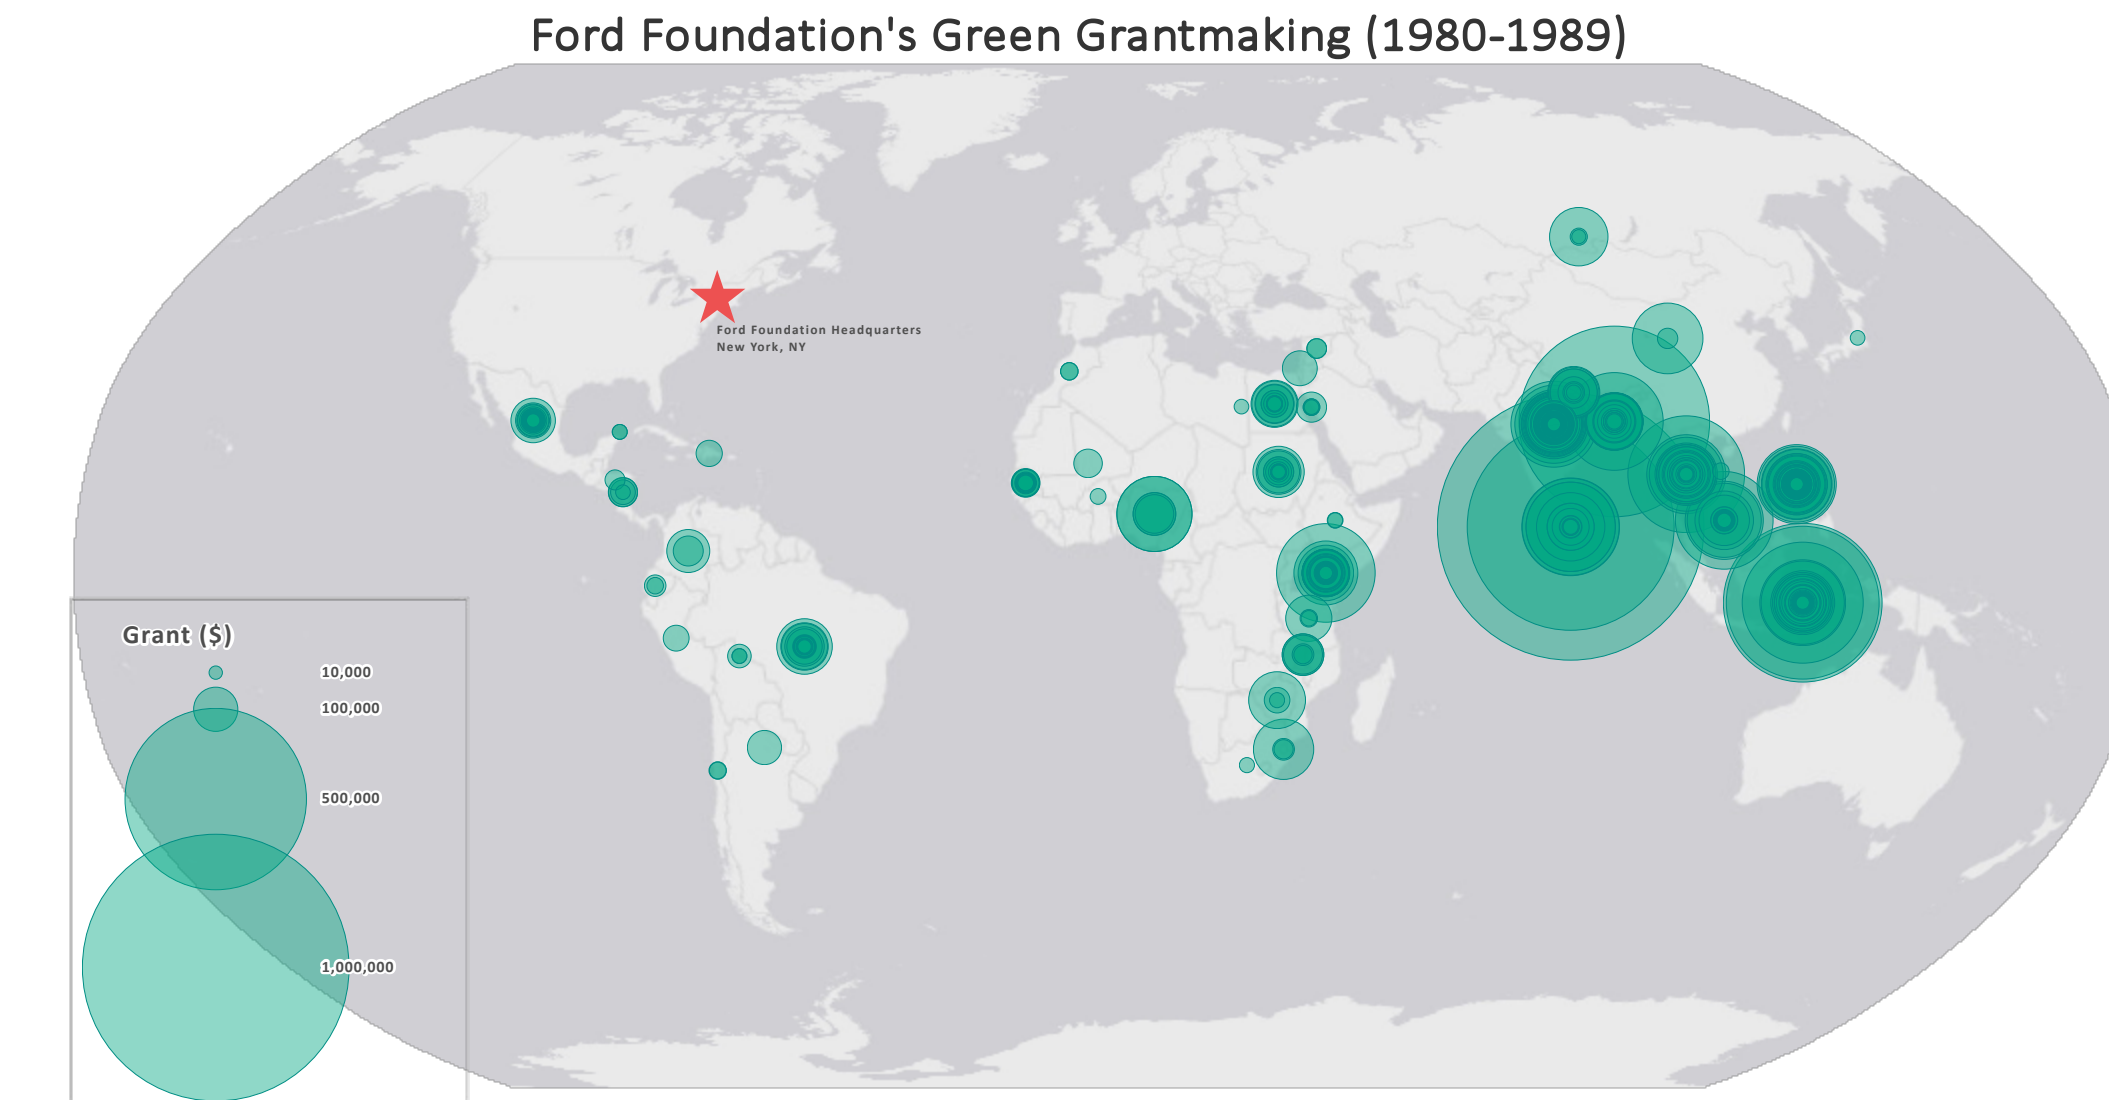 Ford Foundation's Green Grantmaking (1980-1989)
Ford Foundation Headquarters
New York, NY
Grant ($)
10,000
100,000
500,000
1,000,000